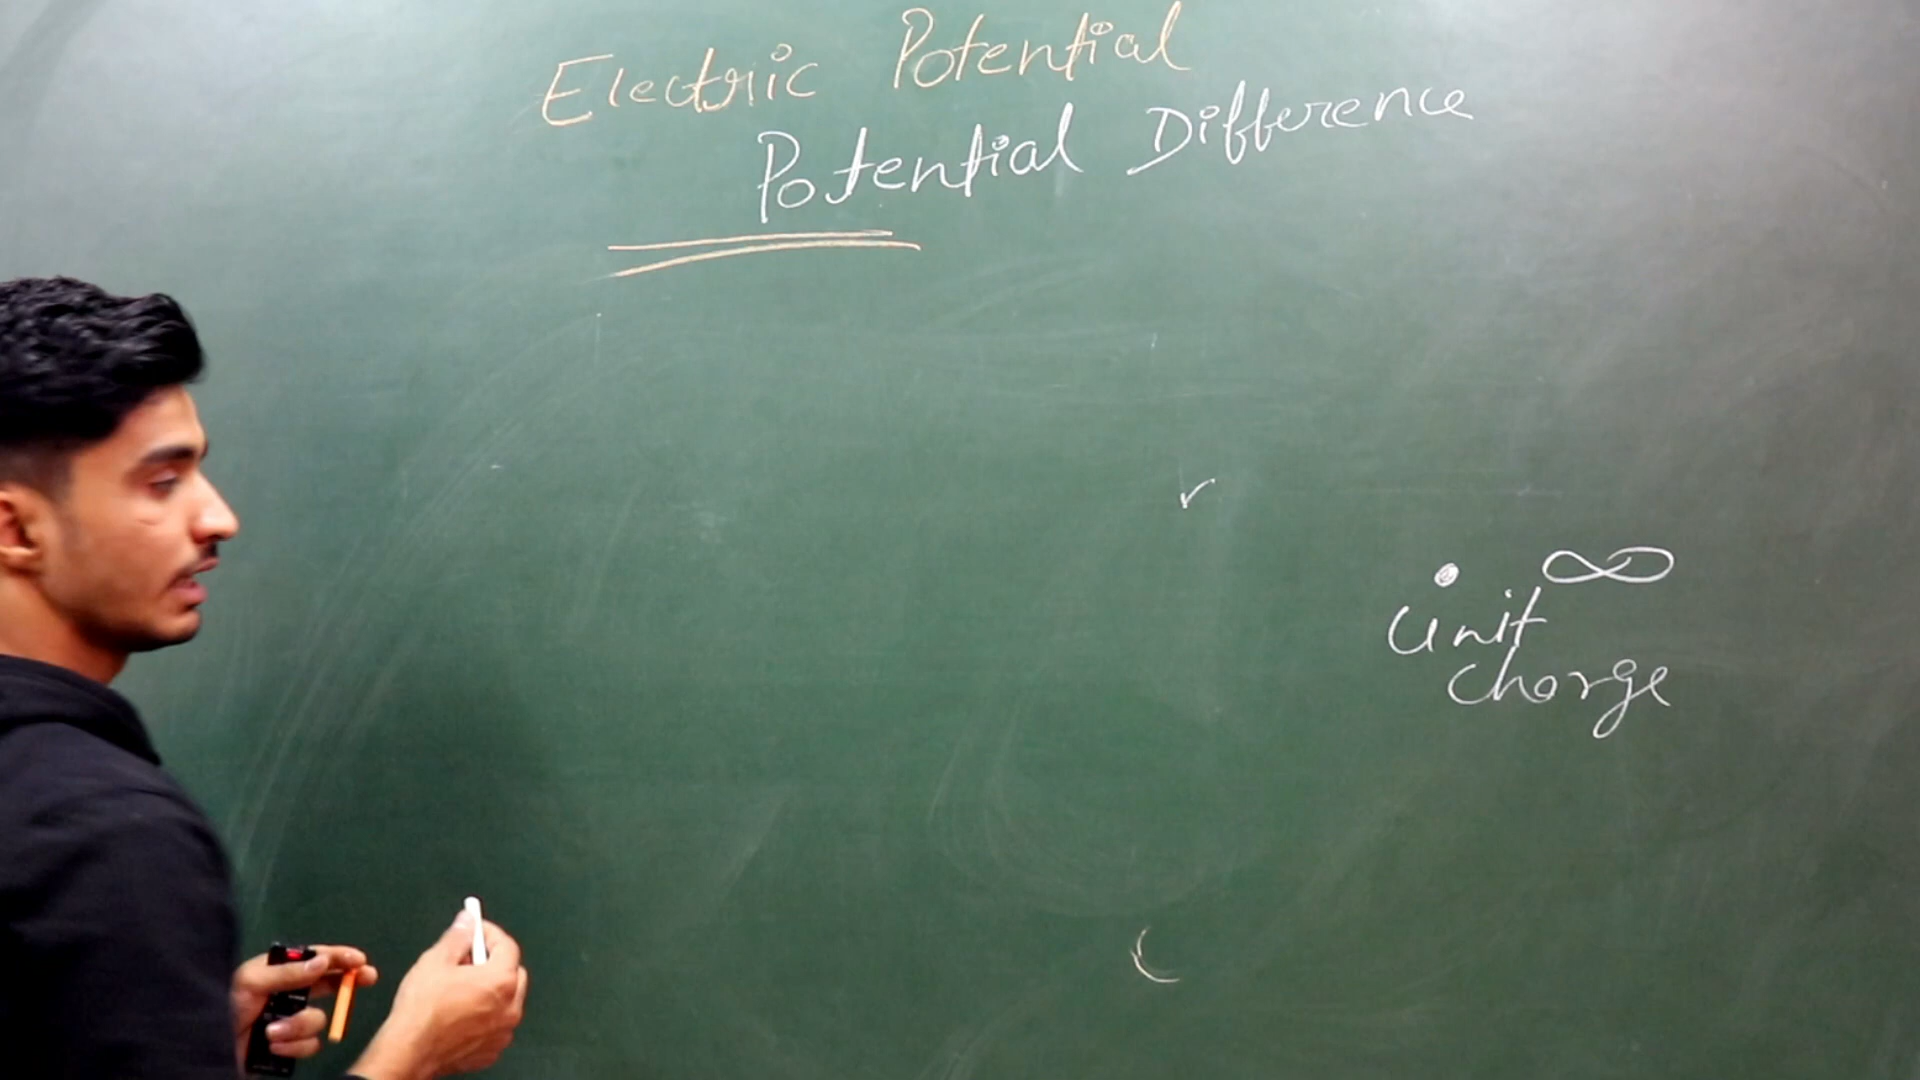 Electric Potential
Potential Difference
r
∞
Unit
charge